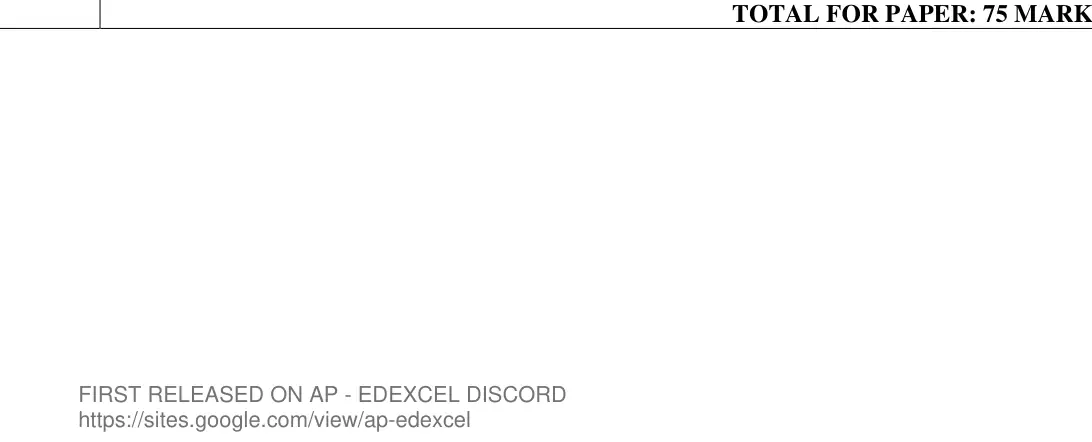 TOTAL FOR PAPER: 75 MARK
FIRST RELEASED ON AP - EDEXCEL DISCORD
https://sites.google.com/view/ap-edexcel